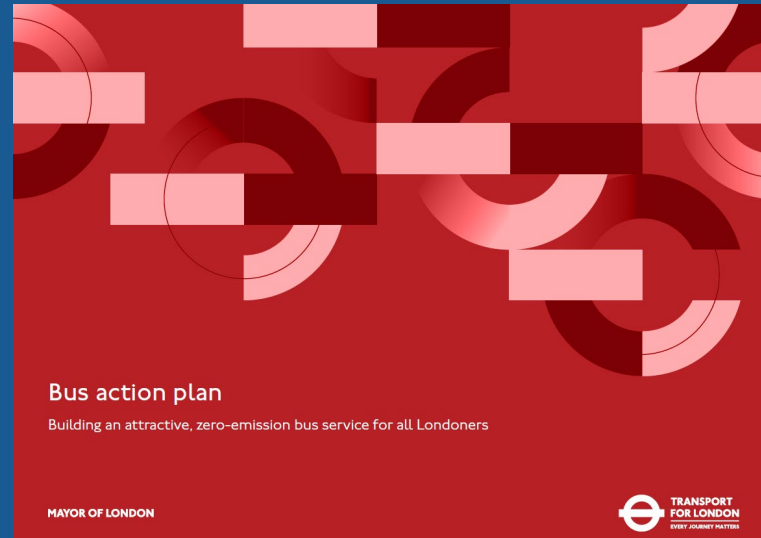 Bus action plan
Building an attractive, zero-emission bus service for all Londoners
MAYOR OF LONDON
TRANSPORT
FOR LONDON
EVERY JOURNEY MATTERS